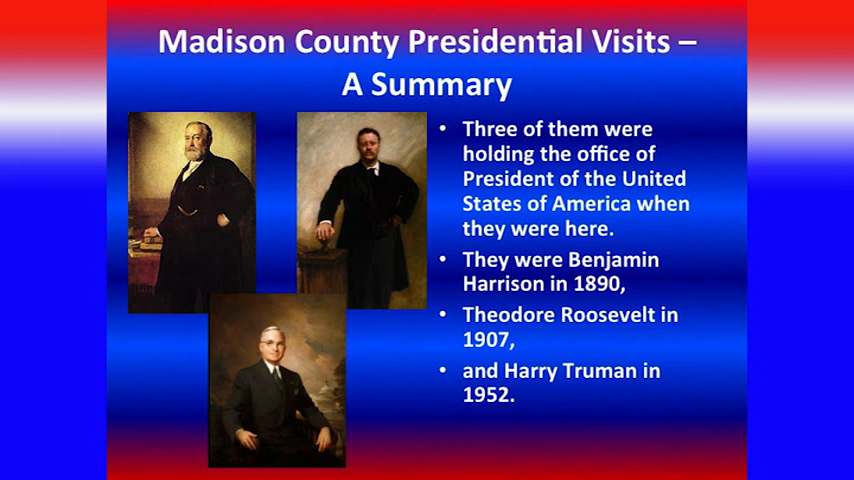 Madison County Presidential Visits –
A Summary
• Three of them were
holding the office of
President of the United
States of America when
they were here.
• They were Benjamin
Harrison in 1890,
• Theodore Roosevelt in
1907,
• and Harry Truman in
1952.